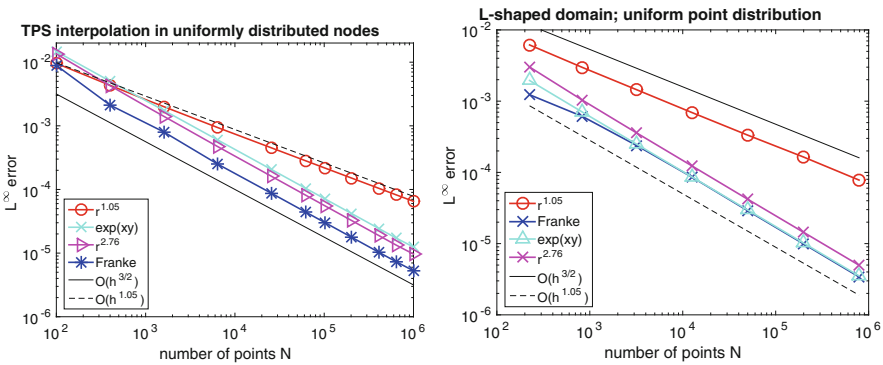 TPS interpolation in uniformly distributed nodes
10^-2
10^-3
10^-4
10^-5
10^-6
L^∞ error
r^1.05
exp(xy)
r^2.76
Franke
O(h^3/2)
O(h^1.05)
10^2
10^3
10^4
10^5
10^6
number of points N
L-shaped domain; uniform point distribution
10^-2
10^-3
10^-4
10^-5
10^-6
L^∞ error
r^1.05
Franke
exp(xy)
r^2.76
O(h^3/2)
O(h^1.05)
10^2
10^3
10^4
10^5
10^6
number of points N